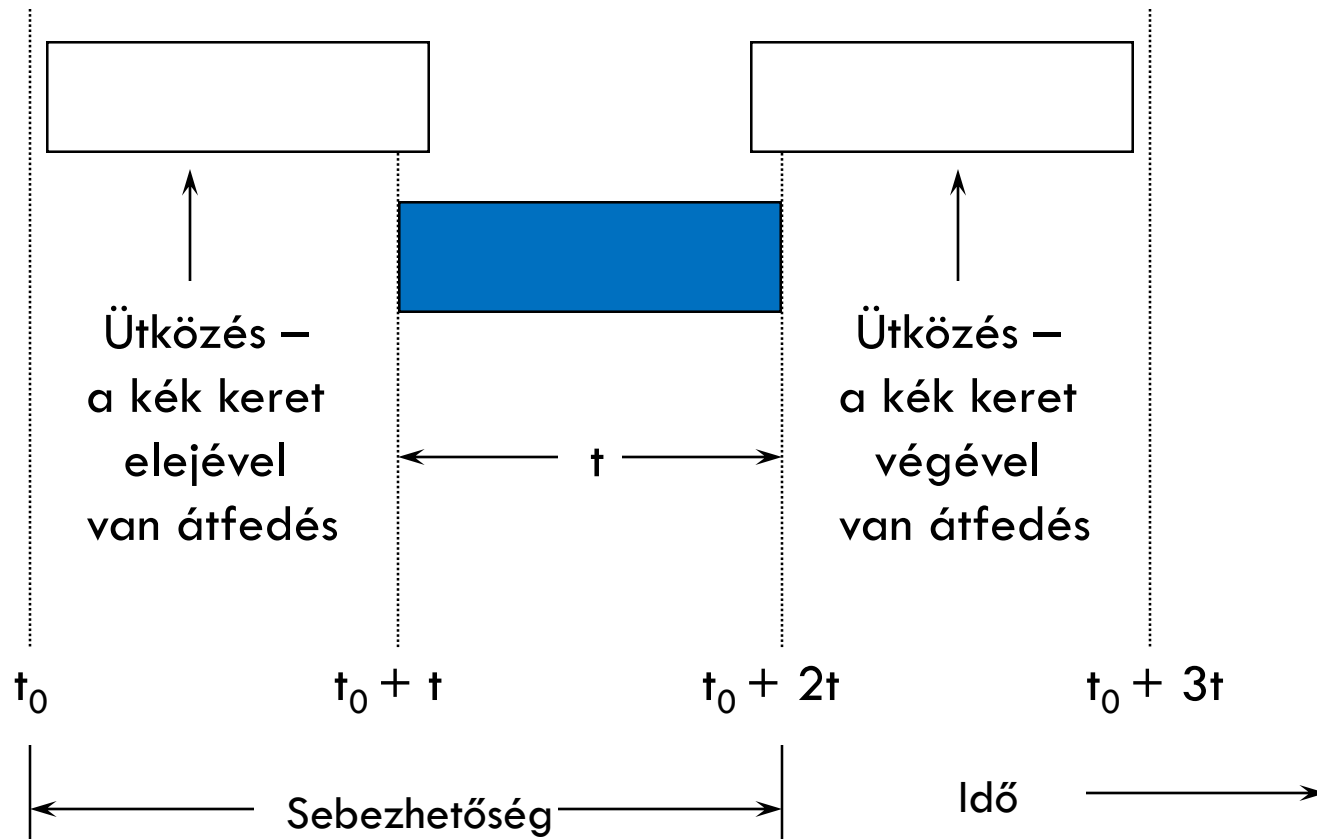 Ütközés –
a kék keret
elejével
van átfedés
Ütközés –
a kék keret
végével
van átfedés
t
t₀
t₀ + t
t₀ + 2t
t₀ + 3t
Sebezhetőség
Idő